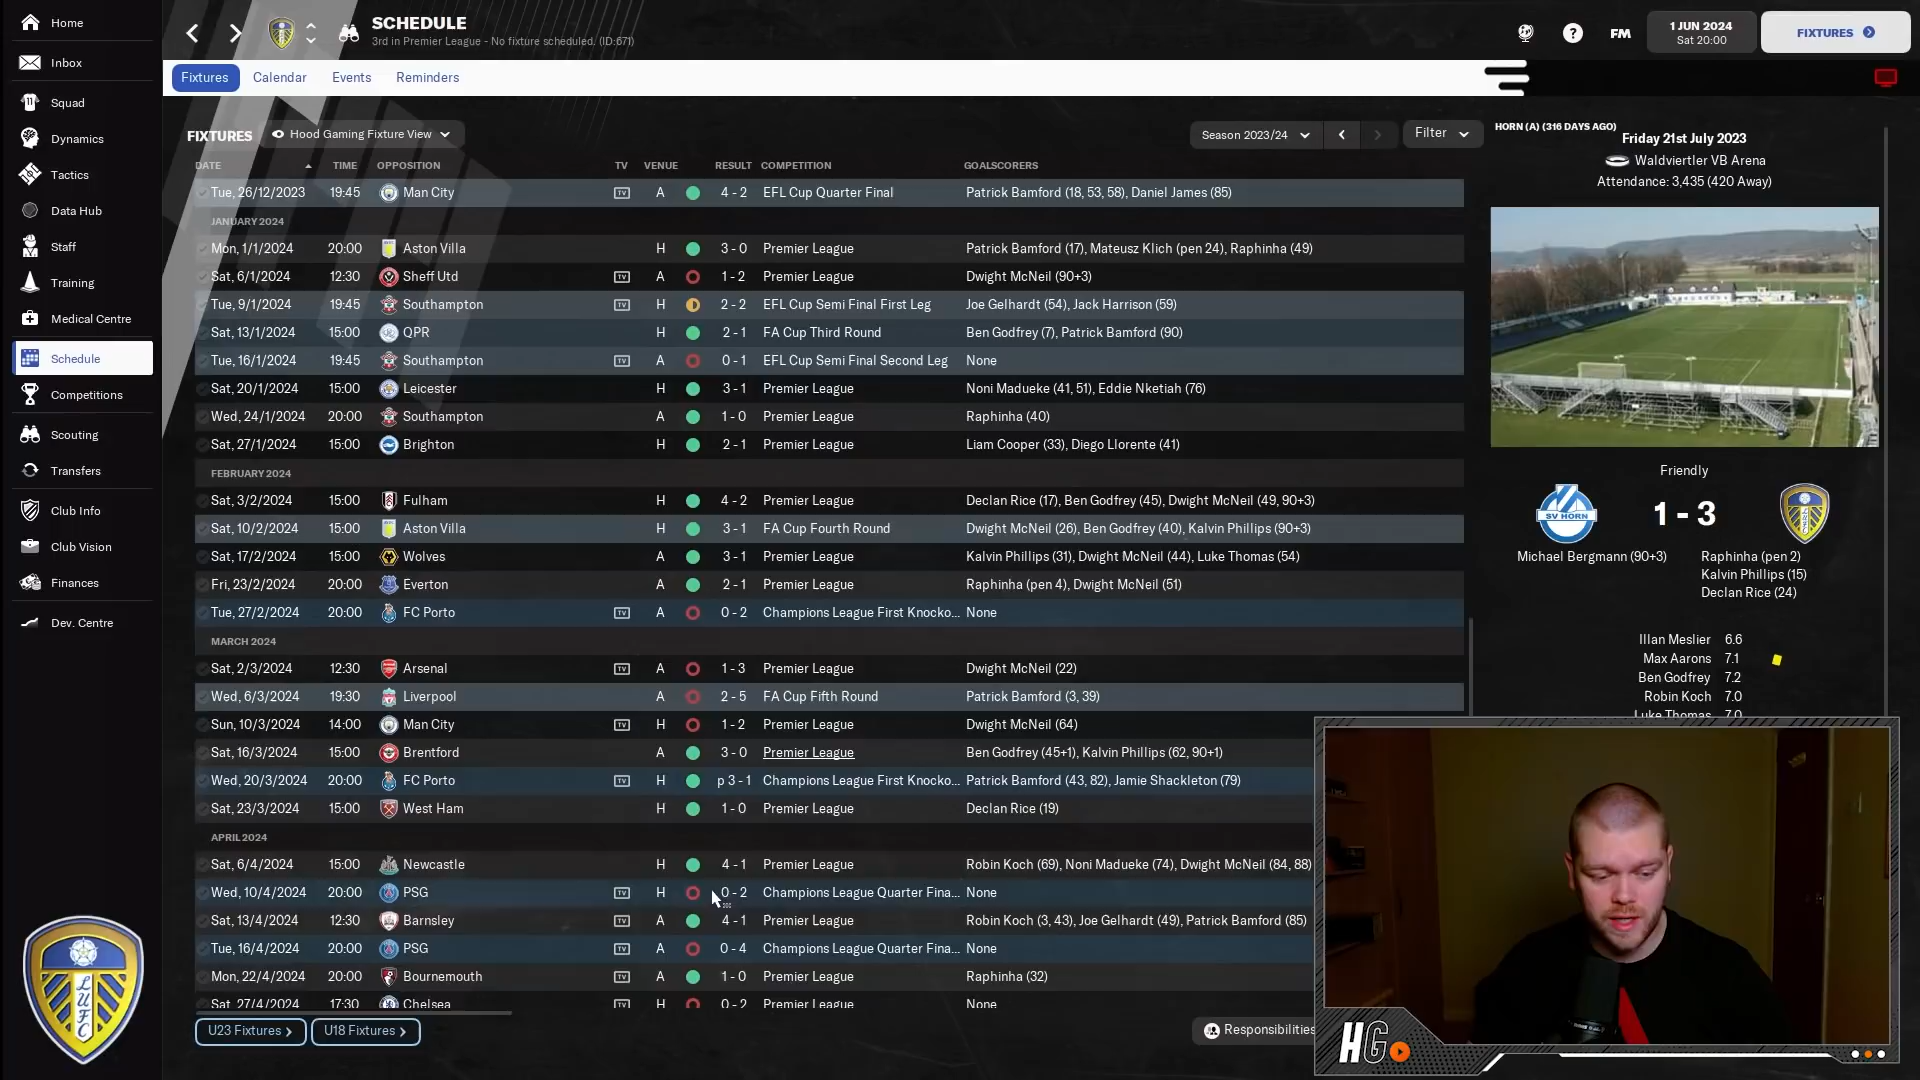 Home
Inbox
Squad
Dynamics
Tactics
Data Hub
Staff
Training
Medical Centre
Schedule
Competitions
Scouting
Transfers
Club Info
Club Vision
Finances
Dev. Centre
SCHEDULE
3rd in Premier League - No fixture scheduled. (ID:671)
FM
1 JUN 2024
Sat 20:00
FIXTURES
Fixtures Calendar Events Reminders
FIXTURES Hood Gaming Fixture View Season 2023/24 Filter
DATE TIME OPPOSITION TV VENUE RESULT COMPETITION GOALSCORERS
Tue, 26/12/2023 19:45 Man City TV A 4 - 2 EFL Cup Quarter Final Patrick Bamford (18, 53, 58), Daniel James (85)
JANUARY 2024
Mon, 1/1/2024 20:00 Aston Villa H 3 - 0 Premier League Patrick Bamford (17), Mateusz Klich (pen 24), Raphinha (49)
Sat, 6/1/2024 12:30 Sheff Utd TV A 1 - 2 Premier League Dwight McNeil (90+3)
Tue, 9/1/2024 19:45 Southampton TV H 2 - 2 EFL Cup Semi Final First Leg Joe Gelhardt (54), Jack Harrison (59)
Sat, 13/1/2024 15:00 QPR H 2 - 1 FA Cup Third Round Ben Godfrey (7), Patrick Bamford (90)
Tue, 16/1/2024 19:45 Southampton TV A 0 - 1 EFL Cup Semi Final Second Leg None
Sat, 20/1/2024 15:00 Leicester H 3 - 1 Premier League Noni Madueke (41, 51), Eddie Nketiah (76)
Wed, 24/1/2024 20:00 Southampton A 1 - 0 Premier League Raphinha (40)
Sat, 27/1/2024 15:00 Brighton H 2 - 1 Premier League Liam Cooper (33), Diego Llorente (41)
FEBRUARY 2024
Sat, 3/2/2024 15:00 Fulham H 4 - 2 Premier League Declan Rice (17), Ben Godfrey (45), Dwight McNeil (49, 90+3)
Sat, 10/2/2024 15:00 Aston Villa H 3 - 1 FA Cup Fourth Round Dwight McNeil (26), Ben Godfrey (40), Kalvin Phillips (90+3)
Sat, 17/2/2024 15:00 Wolves A 3 - 1 Premier League Kalvin Phillips (31), Dwight McNeil (44), Luke Thomas (54)
Fri, 23/2/2024 20:00 Everton A 2 - 1 Premier League Raphinha (pen 4), Dwight McNeil (51)
Tue, 27/2/2024 20:00 FC Porto TV A 0 - 2 Champions League First Knocko... None
MARCH 2024
Sat, 2/3/2024 12:30 Arsenal TV A 1 - 3 Premier League Dwight McNeil (22)
Wed, 6/3/2024 19:30 Liverpool A 2 - 5 FA Cup Fifth Round Patrick Bamford (3, 39)
Sun, 10/3/2024 14:00 Man City TV H 1 - 2 Premier League Dwight McNeil (64)
Sat, 16/3/2024 15:00 Brentford A 3 - 0 Premier League Ben Godfrey (45+1), Kalvin Phillips (62, 90+1)
Wed, 20/3/2024 20:00 FC Porto TV H p 3 - 1 Champions League First Knocko... Patrick Bamford (43, 82), Jamie Shackleton (79)
Sat, 23/3/2024 15:00 West Ham H 1 - 0 Premier League Declan Rice (19)
APRIL 2024
Sat, 6/4/2024 15:00 Newcastle H 4 - 1 Premier League Robin Koch (69), Noni Madueke (74), Dwight McNeil (84, 88)
Wed, 10/4/2024 20:00 PSG TV H 0 - 2 Champions League Quarter Fina... None
Sat, 13/4/2024 12:30 Barnsley TV A 4 - 1 Premier League Robin Koch (3, 43), Joe Gelhardt (49), Patrick Bamford (85)
Tue, 16/4/2024 20:00 PSG TV A 0 - 4 Champions League Quarter Fina... None
Mon, 22/4/2024 20:00 Bournemouth TV A 1 - 0 Premier League Raphinha (32)
Sat, 27/4/2024 17:30 Chelsea TV H 0 - 2 Premier League None
U23 Fixtures U18 Fixtures Responsibilities
HORN (A) (316 DAYS AGO)
Friday 21st July 2023
Waldviertler VB Arena
Attendance: 3,435 (420 Away)
Friendly
SV HORN
1 - 3
Michael Bergmann (90+3)
Raphinha (pen 2)
Kalvin Phillips (15)
Declan Rice (24)
Illan Meslier 6.6
Max Aarons 7.1
Ben Godfrey 7.2
Robin Koch 7.0
Luke Thomas 7.0
LUFC
HG